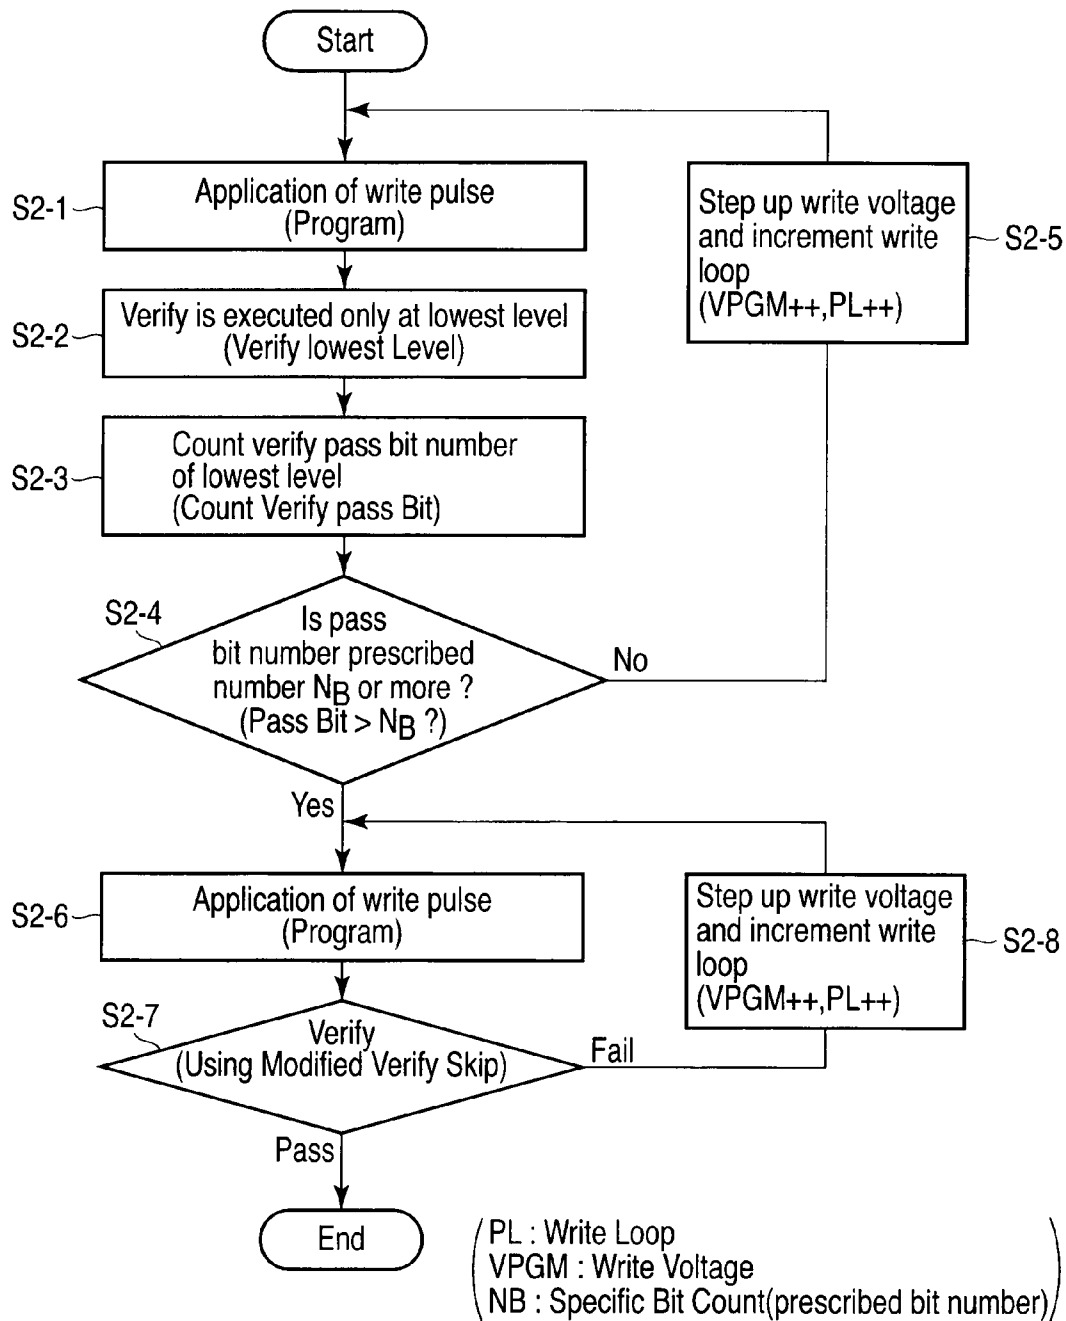 Start
S2-1
Application of write pulse
(Program)
Step up write voltage
and increment write
loop
(VPGM++,PL++)
S2-5
S2-2
Verify is executed only at lowest level
(Verify lowest Level)
S2-3
Count verify pass bit number
of lowest level
(Count Verify pass Bit)
S2-4
Is pass
bit number prescribed
number NB or more ?
(Pass Bit > NB ?)
No
Yes
S2-6
Application of write pulse
(Program)
Step up write voltage
and increment write
loop
(VPGM++,PL++)
S2-8
S2-7
Verify
(Using Modified Verify Skip)
Fail
Pass
End
(PL : Write Loop
VPGM : Write Voltage
NB : Specific Bit Count(prescribed bit number))